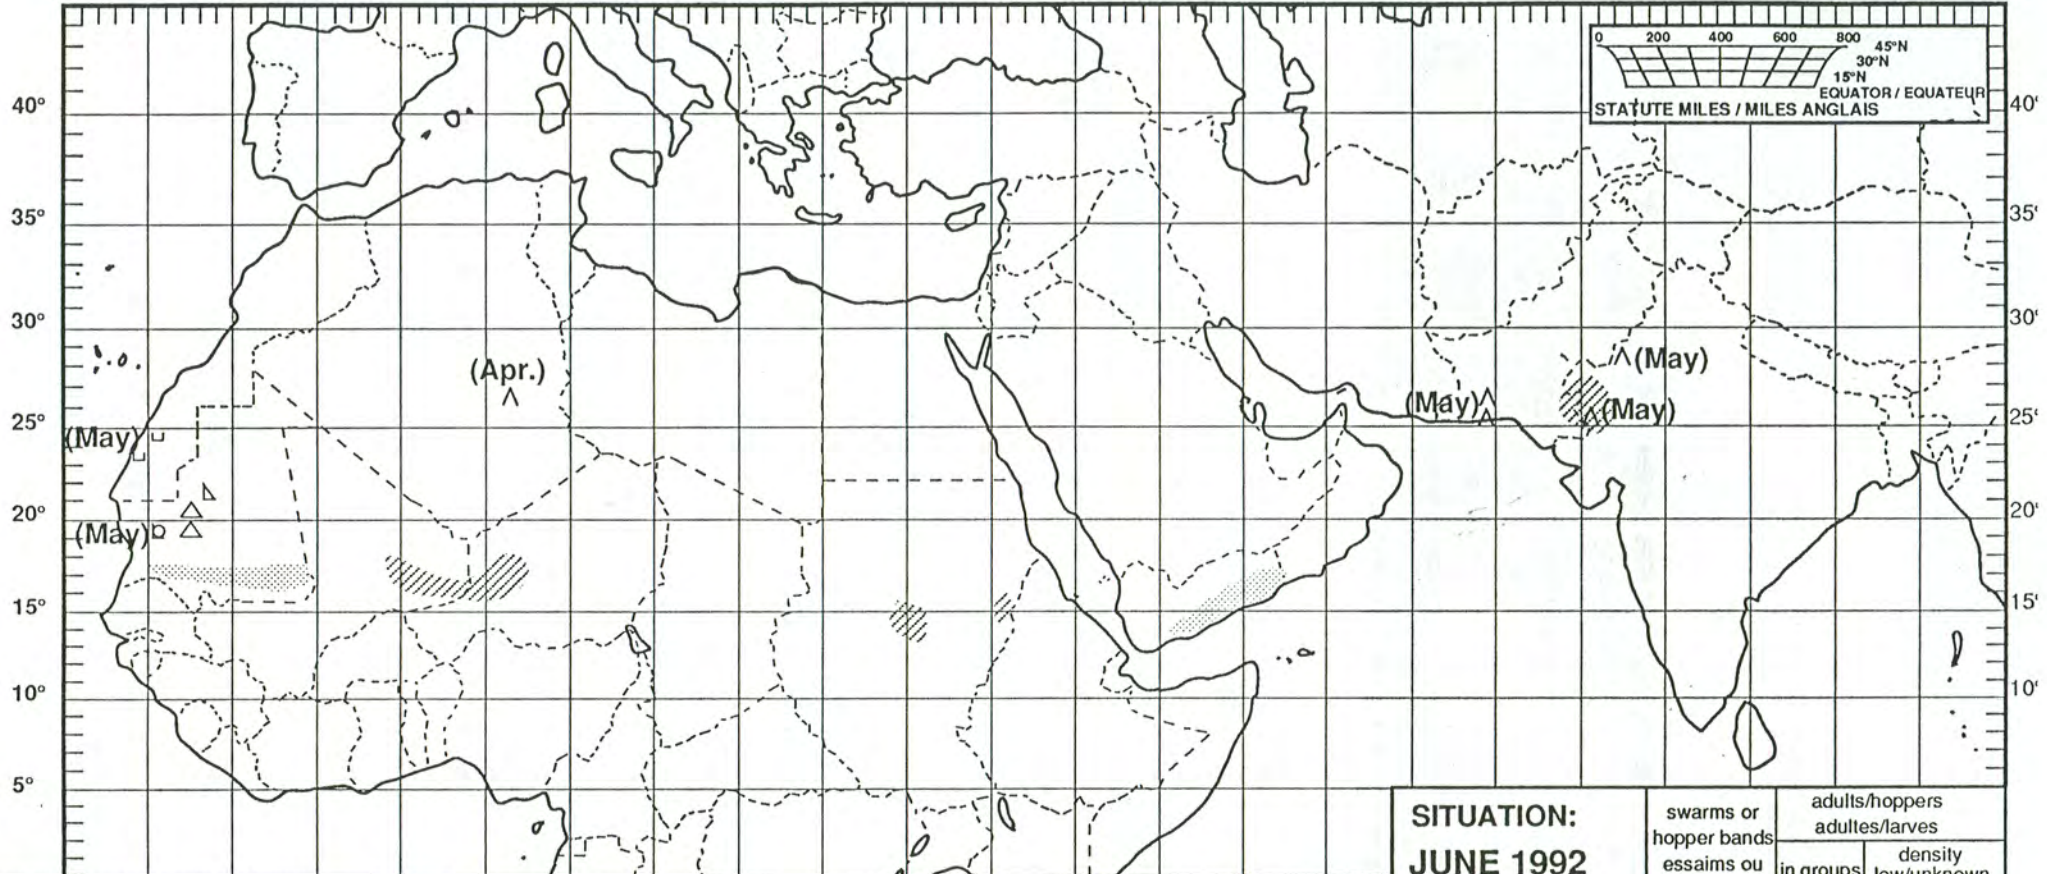 0 200 400 600 800
45°N
30°N
15°N
EQUATOR / EQUATEUR
STATUTE MILES / MILES ANGLAIS
40° 40'
35° 35'
30° 30'
(Apr.) (May)
(May) (May)
25° 25'
(May)
20° 20'
(May)
15° 15'
10° 10'
5°
SITUATION:
JUNE 1992
swarms or
hopper bands
essaims ou
adults/hoppers
adultes/larves
in groups
density
low/unknown